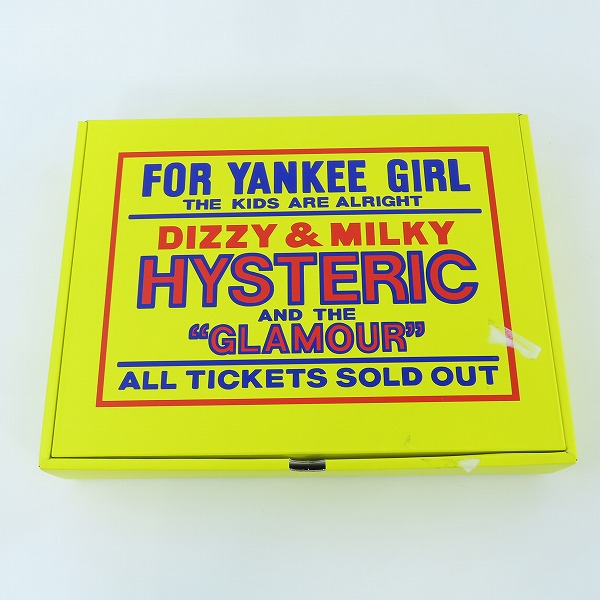 FOR YANKEE GIRL
THE KIDS ARE ALRIGHT
DIZZY & MILKY
HYSTERIC
AND THE
“GLAMOUR”
ALL TICKETS SOLD OUT